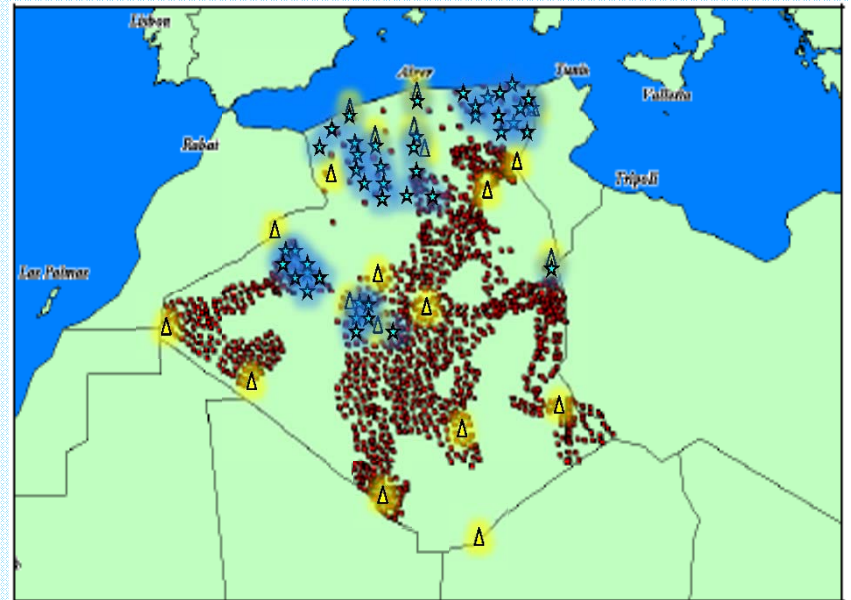 Lisbon
Alger
Tunis
Valletta
Rabat
Tripoli
Las Palmas